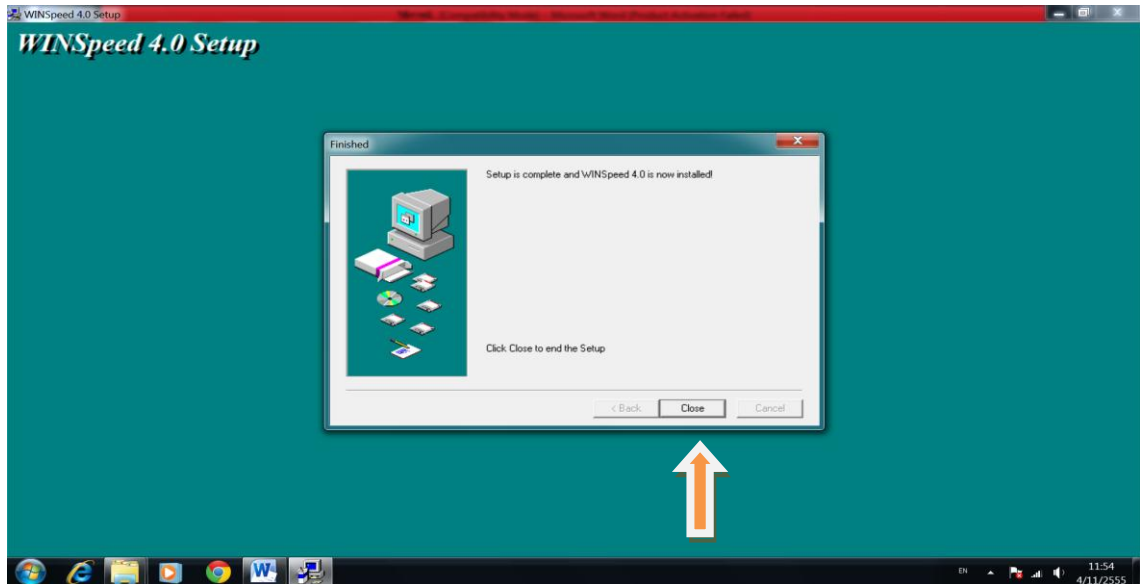 WINSpeed 4.0 Setup
WINSpeed 4.0 Setup
Finished
Setup is complete and WINSpeed 4.0 is now installed!
Click Close to end the Setup
< Back
Close
Cancel
EN
11:54
4/11/2555